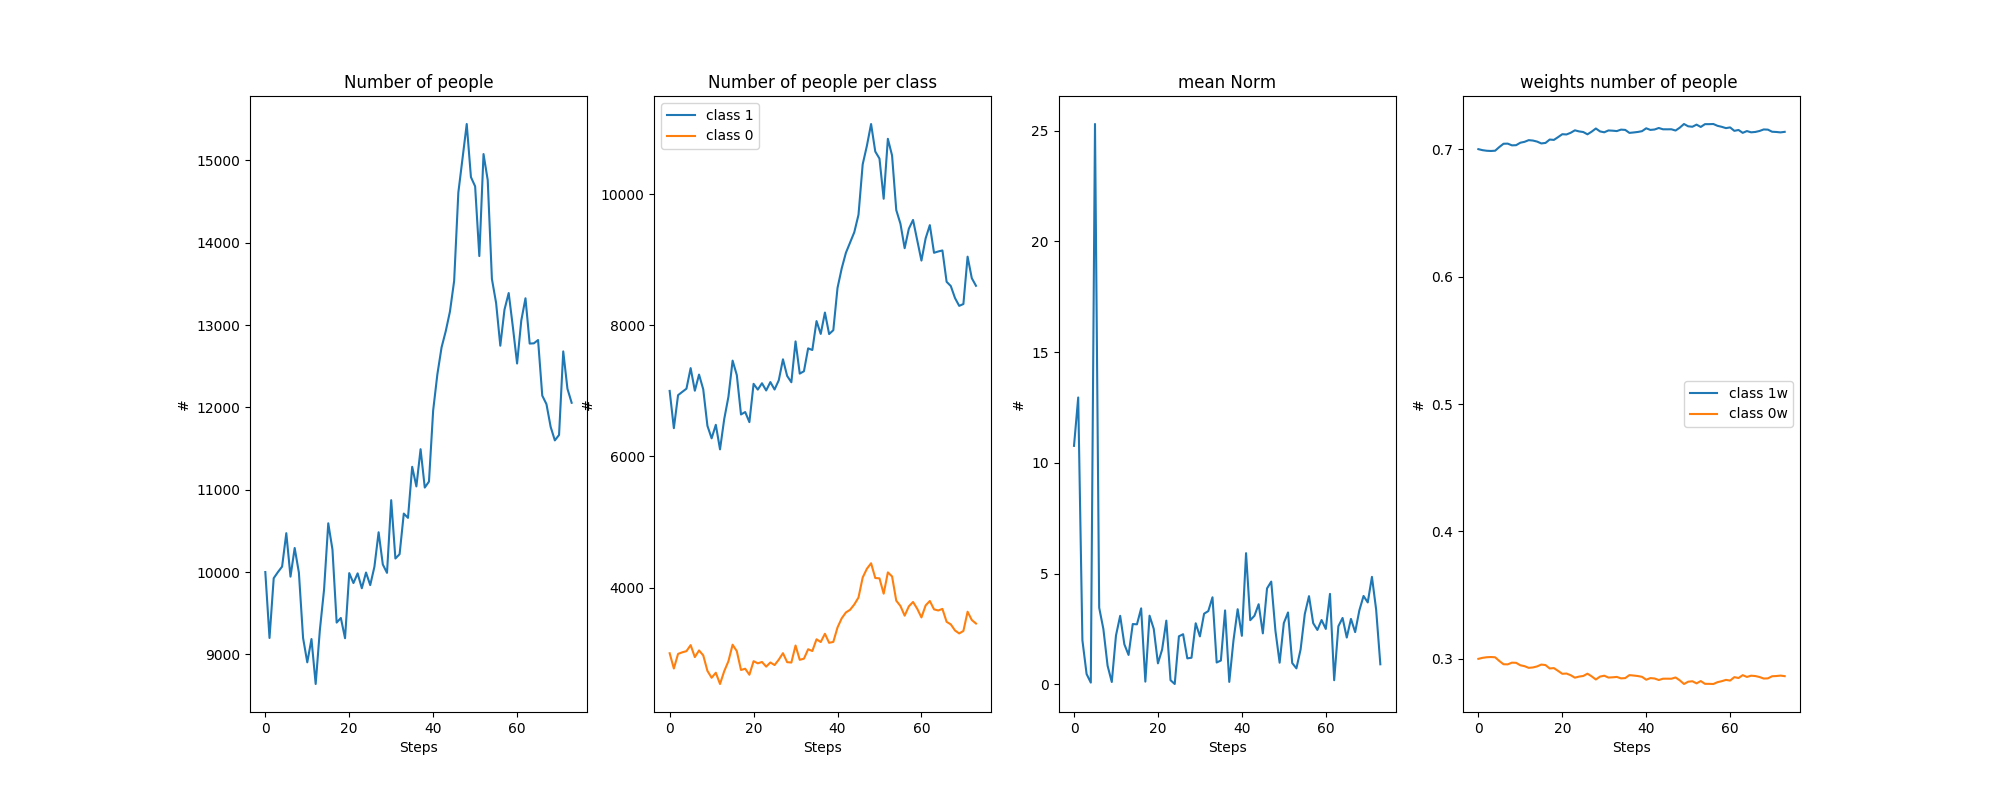 Number of people
15000
14000
13000
12000
11000
10000
9000
#
0 20 40 60
Steps
Number of people per class
class 1
class 0
10000
8000
6000
4000
#
0 20 40 60
Steps
mean Norm
25
20
15
10
5
0
#
0 20 40 60
Steps
weights number of people
0.7
0.6
0.5
0.4
0.3
#
class 1w
class 0w
0 20 40 60
Steps